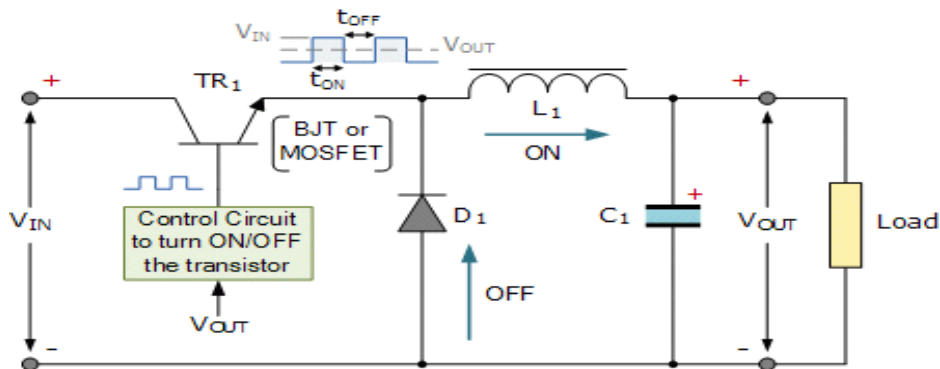 tOFF
VIN
VOUT
tON
+
TR1
+
L1
BJT or
MOSFET
ON
+
VIN
Control Circuit
to turn ON/OFF
the transistor
D1
C1
VOUT
Load
OFF
VOUT
-
-